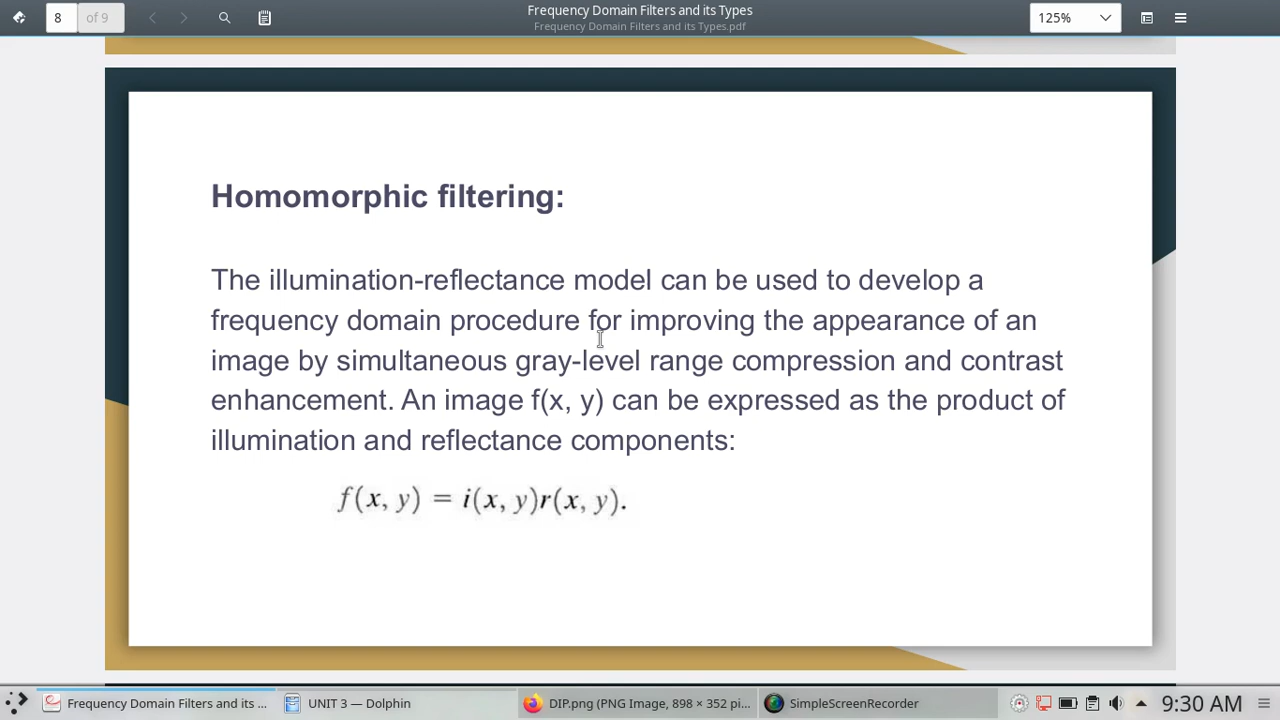 8 of 9
Frequency Domain Filters and its Types
Frequency Domain Filters and its Types.pdf
125%
Homomorphic filtering:
The illumination-reflectance model can be used to develop a
frequency domain procedure for improving the appearance of an
image by simultaneous gray-level range compression and contrast
enhancement. An image f(x, y) can be expressed as the product of
illumination and reflectance components:
f(x, y) = i(x, y)r(x, y).
Frequency Domain Filters and its ...
UNIT 3 — Dolphin
DIP.png (PNG Image, 898 × 352 pi...
SimpleScreenRecorder
9:30 AM